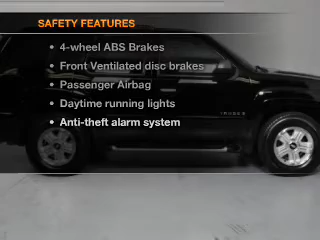 SAFETY FEATURES
• 4-wheel ABS Brakes
• Front Ventilated disc brakes
• Passenger Airbag
• Daytime running lights
• Anti-theft alarm system